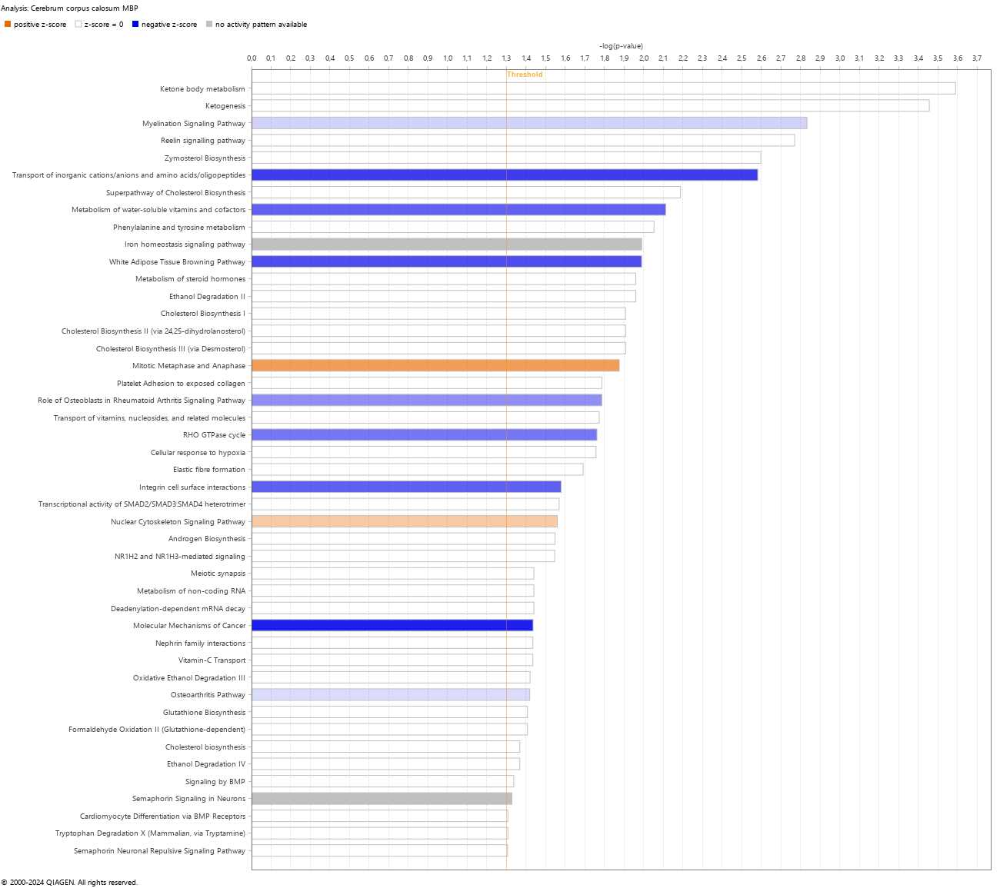 Analysis: Cerebrum corpus calosum MBP
positive z-score z-score = 0 negative z-score no activity pattern available
-log(p-value)
0,0 0,1 0,2 0,3 0,4 0,5 0,6 0,7 0,8 0,9 1,0 1,1 1,2 1,3 1,4 1,5 1,6 1,7 1,8 1,9 2,0 2,1 2,2 2,3 2,4 2,5 2,6 2,7 2,8 2,9 3,0 3,1 3,2 3,3 3,4 3,5 3,6 3,7
Threshold
Ketone body metabolism
Ketogenesis
Myelination Signaling Pathway
Reelin signalling pathway
Zymosterol Biosynthesis
Transport of inorganic cations/anions and amino acids/oligopeptides
Superpathway of Cholesterol Biosynthesis
Metabolism of water-soluble vitamins and cofactors
Phenylalanine and tyrosine metabolism
Iron homeostasis signaling pathway
White Adipose Tissue Browning Pathway
Metabolism of steroid hormones
Ethanol Degradation II
Cholesterol Biosynthesis I
Cholesterol Biosynthesis II (via 24,25-dihydrolanosterol)
Cholesterol Biosynthesis III (via Desmosterol)
Mitotic Metaphase and Anaphase
Platelet Adhesion to exposed collagen
Role of Osteoblasts in Rheumatoid Arthritis Signaling Pathway
Transport of vitamins, nucleosides, and related molecules
RHO GTPase cycle
Cellular response to hypoxia
Elastic fibre formation
Integrin cell surface interactions
Transcriptional activity of SMAD2/SMAD3:SMAD4 heterotrimer
Nuclear Cytoskeleton Signaling Pathway
Androgen Biosynthesis
NR1H2 and NR1H3-mediated signaling
Meiotic synapsis
Metabolism of non-coding RNA
Deadenylation-dependent mRNA decay
Molecular Mechanisms of Cancer
Nephrin family interactions
Vitamin-C Transport
Oxidative Ethanol Degradation III
Osteoarthritis Pathway
Glutathione Biosynthesis
Formaldehyde Oxidation II (Glutathione-dependent)
Cholesterol biosynthesis
Ethanol Degradation IV
Signaling by BMP
Semaphorin Signaling in Neurons
Cardiomyocyte Differentiation via BMP Receptors
Tryptophan Degradation X (Mammalian, via Tryptamine)
Semaphorin Neuronal Repulsive Signaling Pathway
© 2000-2024 QIAGEN. All rights reserved.